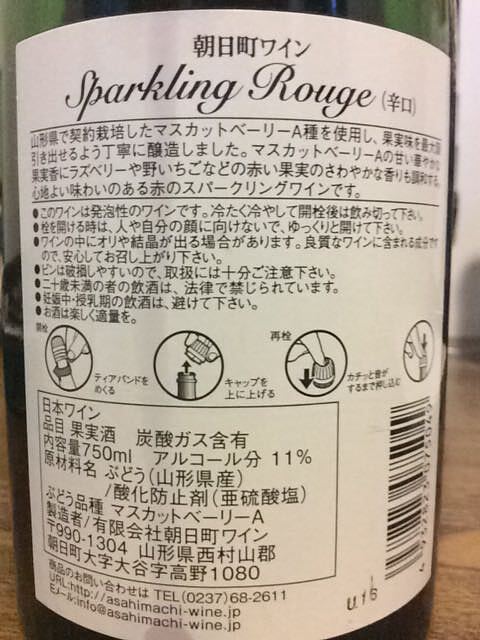 朝日町ワイン
Sparkling Rouge (辛口)
山形県で契約栽培したマスカットベーリーA種を使用し、果実味を最大限
引き出せるよう丁寧に醸造しました。マスカットベーリーAの甘い華やかな
果実香にラズベリーや野いちごなどの赤い果実のさわやかな香りも調和する、
心地よい味わいのある赤のスパークリングワインです。
●このワインは発泡性のワインです。冷たく冷やして開栓後は飲み切って下さい。
●栓を開ける時は、人や自分の顔に向けないで、ゆっくりと開けて下さい。
●ワインの中にオリや結晶が出る場合があります。良質なワインに含まれる成分です
ので、安心してお召し上がり下さい。
●ビンは破損しやすいので、取扱には十分ご注意下さい。
●二十歳未満の者の飲酒は、法律で禁じられています。
●妊娠中・授乳期の飲酒は、避けて下さい。
●お酒は楽しく適量を。
開栓
ティアバンドを
めくる
キャップを
上に上げる
再栓
カチッと音が
するまで押し込む
日本ワイン
品目 果実酒 炭酸ガス含有
内容量750ml アルコール分 11%
原材料名 ぶどう(山形県産)
/酸化防止剤(亜硫酸塩)
ぶどう品種 マスカットベーリーA
製造者/有限会社朝日町ワイン
〒990-1304 山形県西村山郡
朝日町大字大谷字高野1080
商品のお問い合わせは TEL(0237)68-2611
URL:http://asahimachi-wine.jp
Eメール:info@asahimachi-wine.jp
U.16